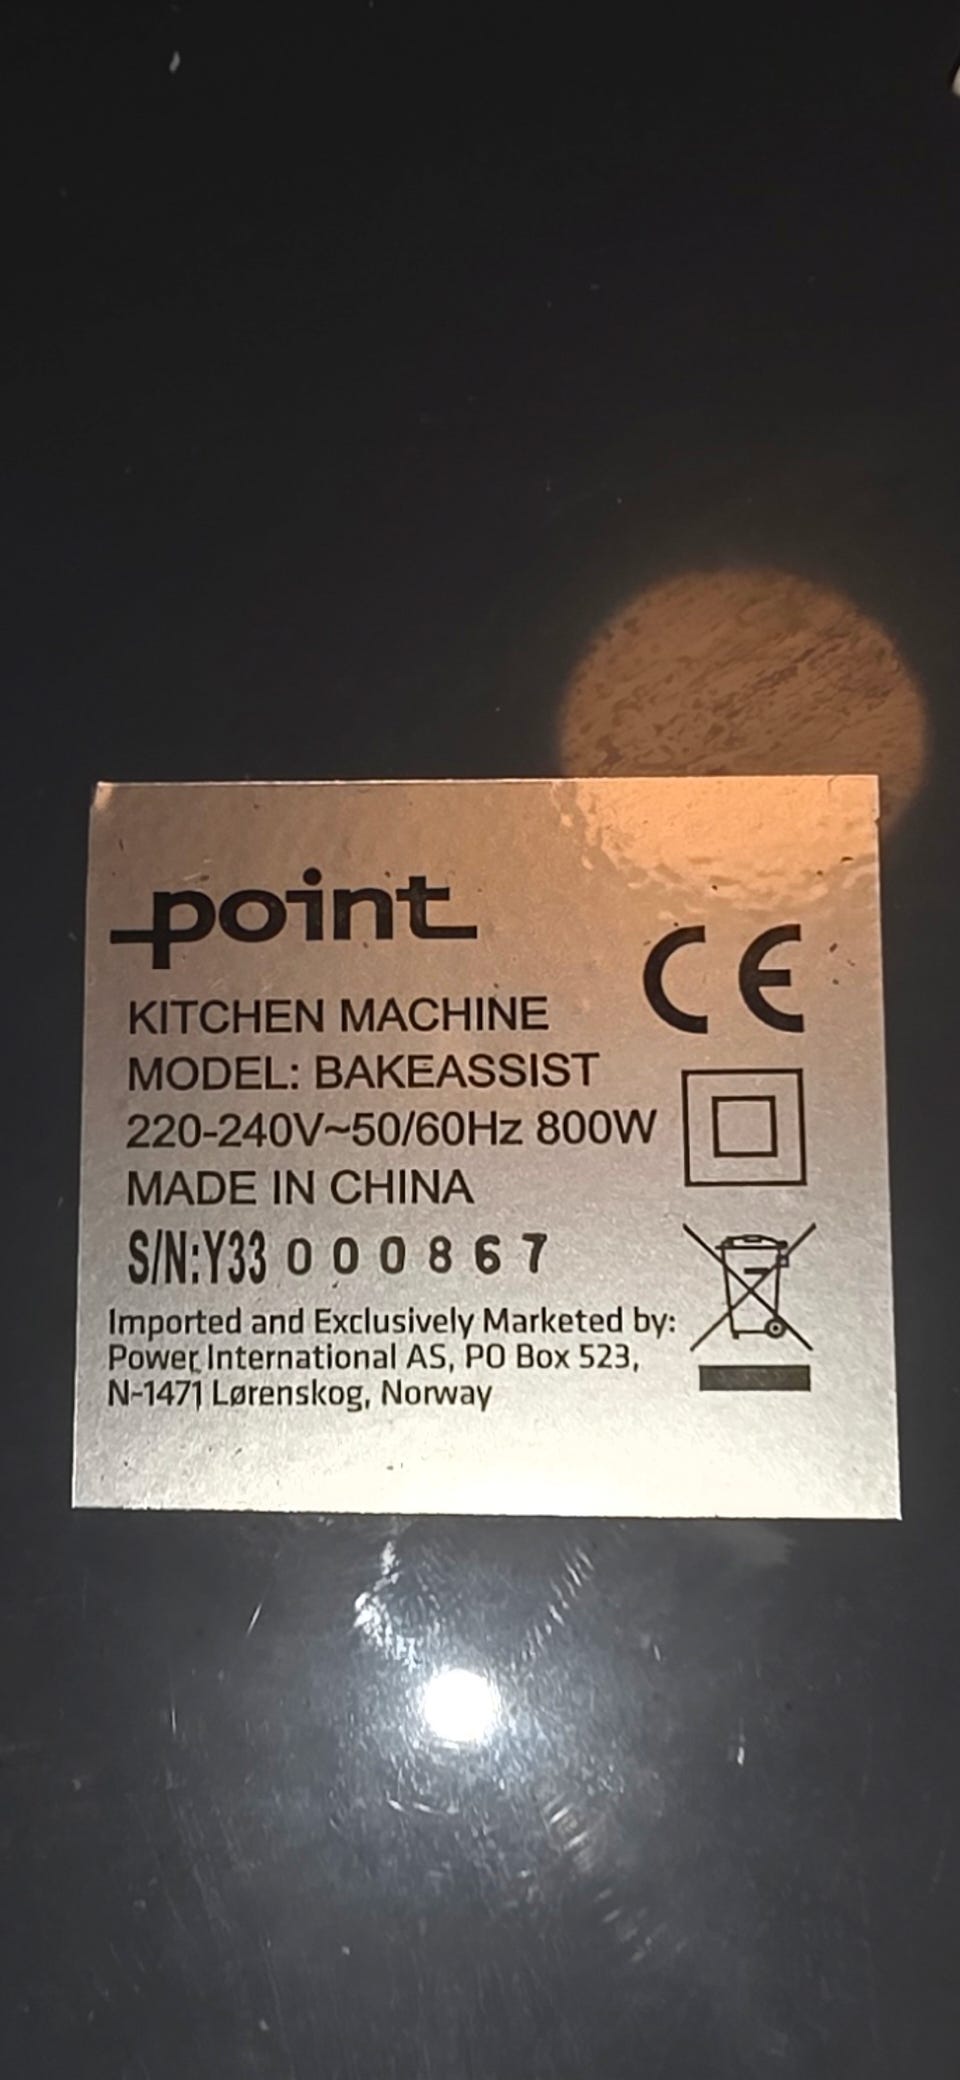 point
CE
KITCHEN MACHINE
MODEL: BAKEASSIST
220-240V~50/60Hz 800W
MADE IN CHINA
S/N:Y33 0 0 0 8 6 7
Imported and Exclusively Marketed by:
Power International AS, PO Box 523,
N-1471 Lørenskog, Norway